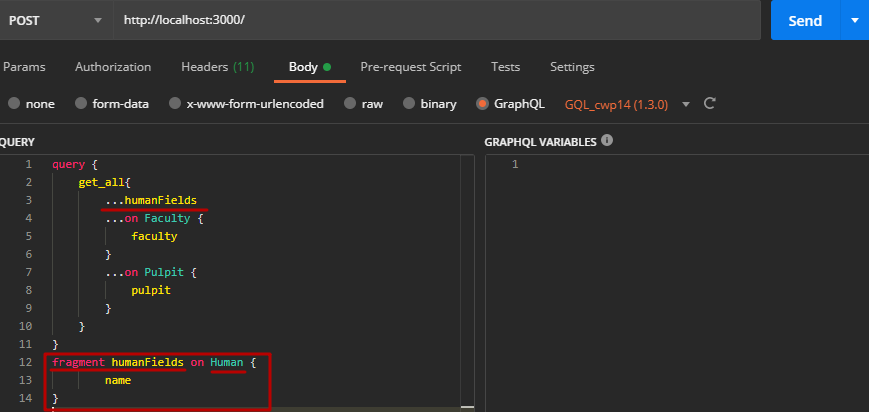 POST http://localhost:3000/ Send
Params Authorization Headers (11) Body Pre-request Script Tests Settings
none form-data x-www-form-urlencoded raw binary GraphQL GQL_cwp14 (1.3.0)
QUERY GRAPHQL VARIABLES
1 query { 1
2 get_all{
3 ...humanFields
4 ...on Faculty {
5 faculty
6 }
7 ...on Pulpit {
8 pulpit
9 }
10 }
11 }
12 fragment humanFields on Human {
13 name
14 }